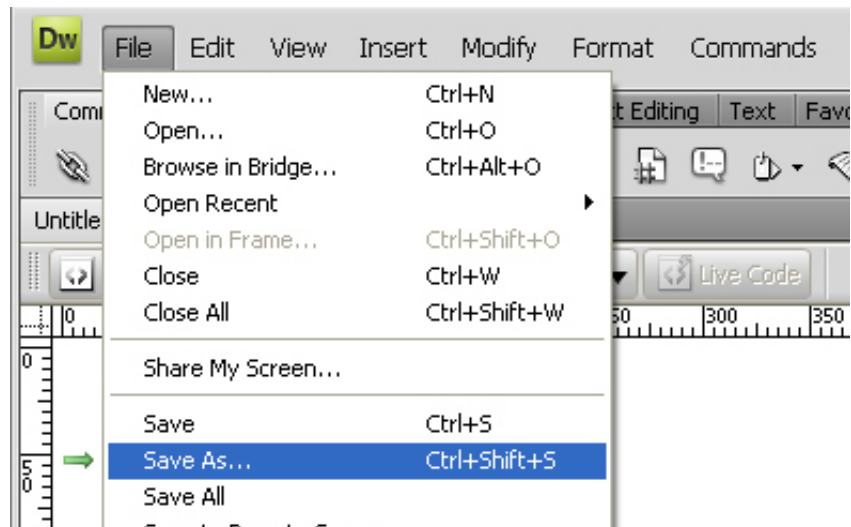 Dw File Edit View Insert Modify Format Commands
New... Ctrl+N
Open... Ctrl+O
Browse in Bridge... Ctrl+Alt+O
Open Recent
Open in Frame... Ctrl+Shift+O
Close Ctrl+W
Close All Ctrl+Shift+W
Share My Screen...
Save Ctrl+S
Save As... Ctrl+Shift+S
Save All
Editing Text
Live Code
0 300 350
0
50